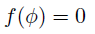 f(ϕ) = 0